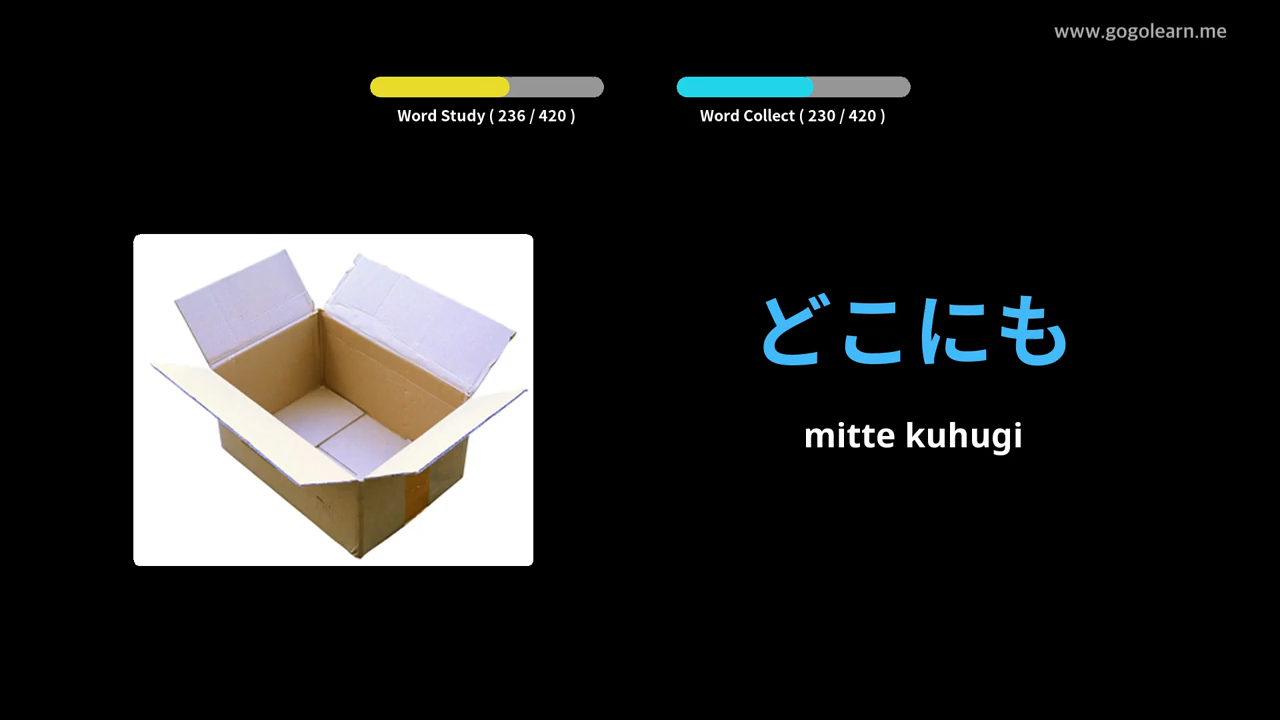 www.gogolearn.me
Word Study ( 236 / 420 )
Word Collect ( 230 / 420 )
どこにも
mitte kuhugi